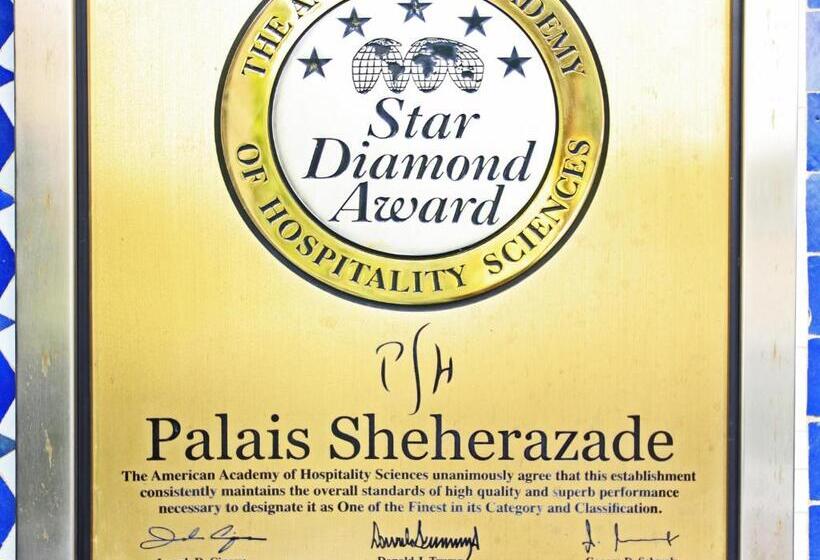 THE A ADEMY
OF HOSPITALITY SCIENCES
Star
Diamond
Award
PSH
Palais Sheherazade
The American Academy of Hospitality Sciences unanimously agree that this establishment
consistently maintains the overall standards of high quality and superb performance
necessary to designate it as One of the Finest in its Category and Classification.